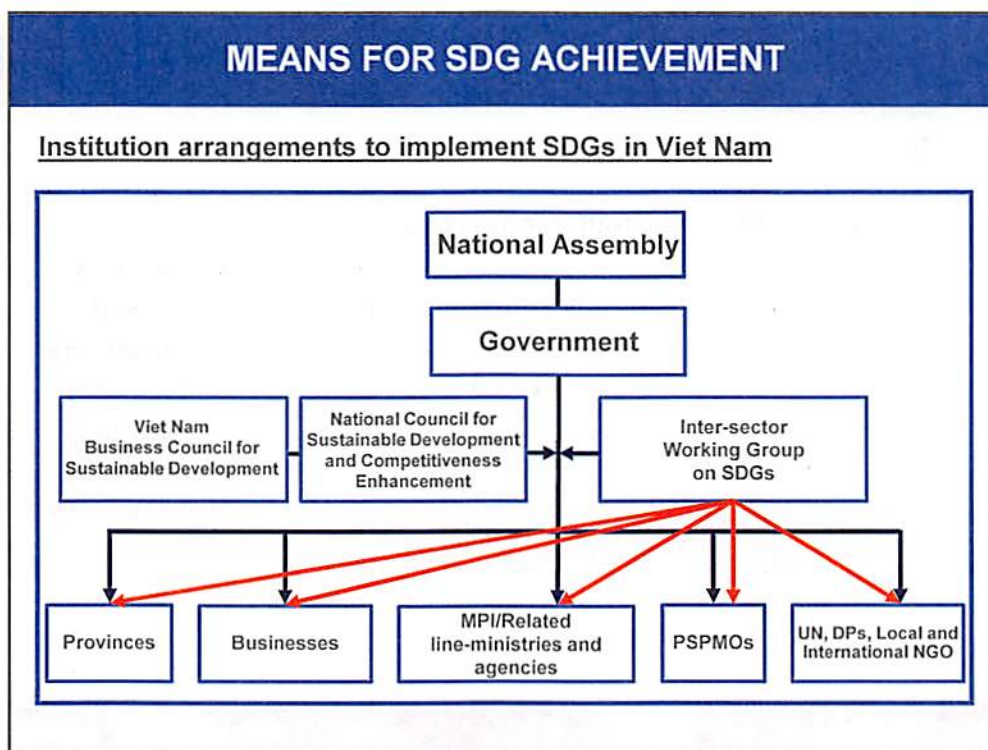 MEANS FOR SDG ACHIEVEMENT
Institution arrangements to implement SDGs in Viet Nam
National Assembly
Government
Viet Nam
Business Council for
Sustainable Development
National Council for
Sustainable Development
and Competitiveness
Enhancement
Inter-sector
Working Group
on SDGs
Provinces
Businesses
MPI/Related
line-ministries and
agencies
PSPMOs
UN, DPs, Local and
International NGO